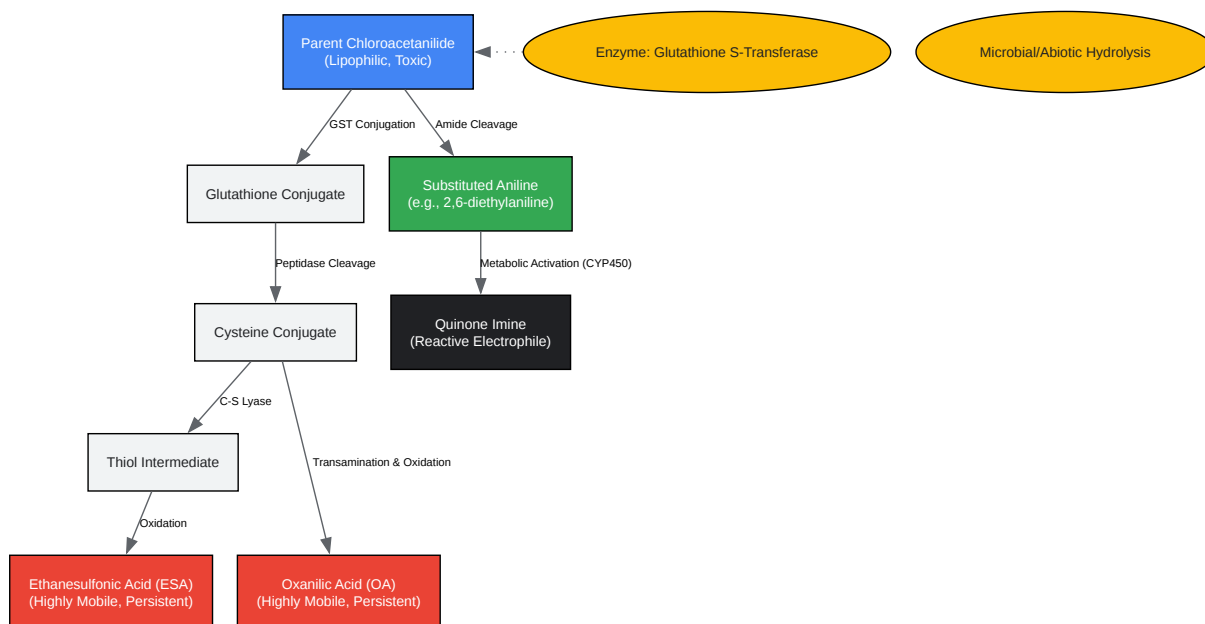 Parent Chloroacetanilide
(Lipophilic, Toxic)
Enzyme: Glutathione S-Transferase
Microbial/Abiotic Hydrolysis
GST Conjugation
Amide Cleavage
Glutathione Conjugate
Substituted Aniline
(e.g., 2,6-diethylaniline)
Peptidase Cleavage
Metabolic Activation (CYP450)
Cysteine Conjugate
Quinone Imine
(Reactive Electrophile)
C-S Lyase
Thiol Intermediate
Transamination & Oxidation
Oxidation
Ethanesulfonic Acid (ESA)
(Highly Mobile, Persistent)
Oxanilic Acid (OA)
(Highly Mobile, Persistent)